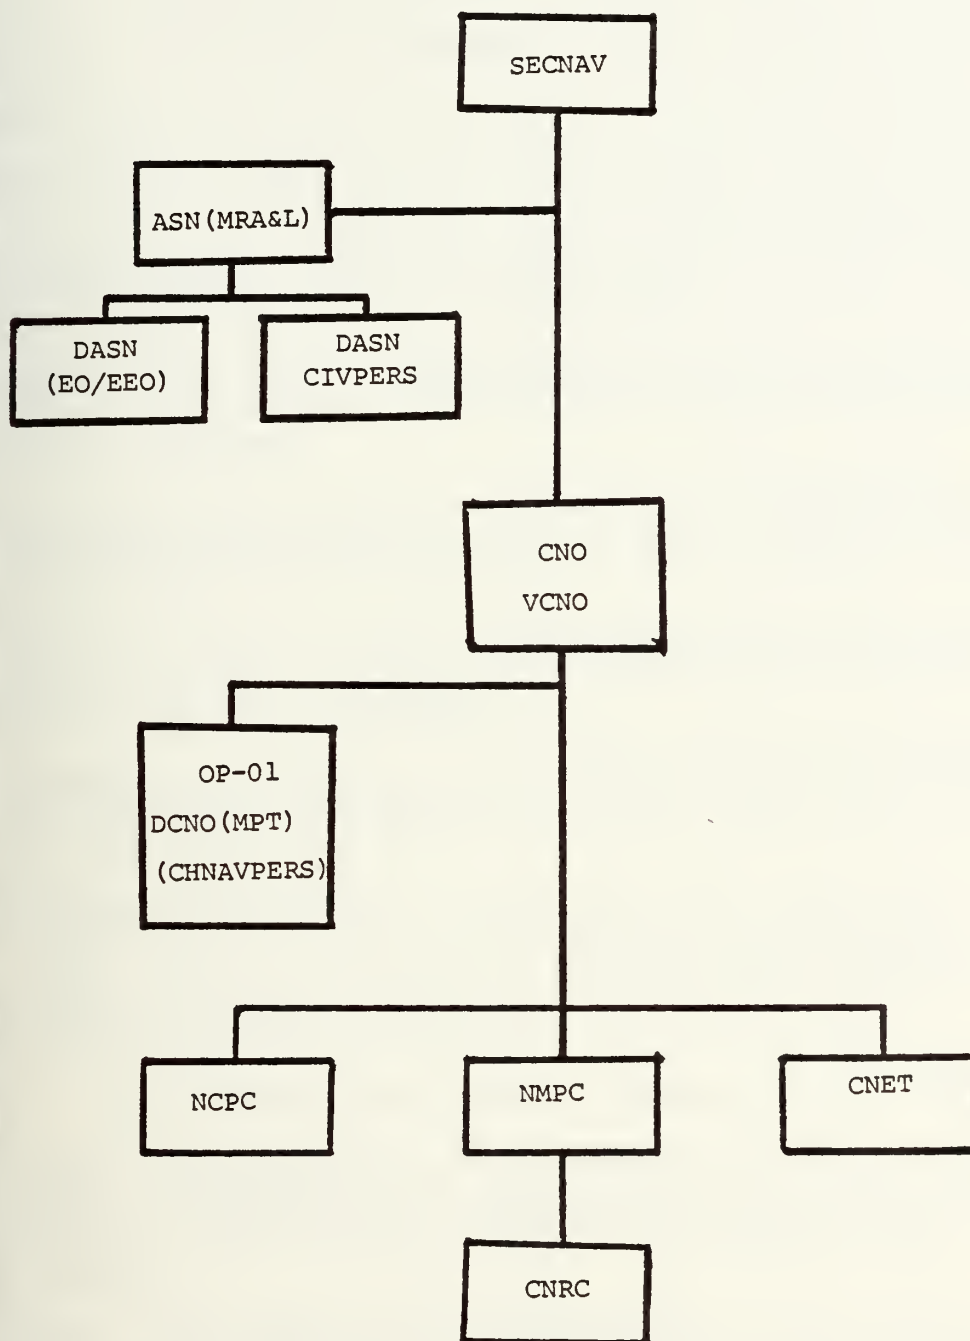 SECNAV
ASN(MRA&L)
DASN
(EO/EEO)
DASN
CIVPERS
CNO
VCNO
OP-01
DCNO(MPT)
(CHNAVPERS)
NCPC
NMPC
CNET
CNRC